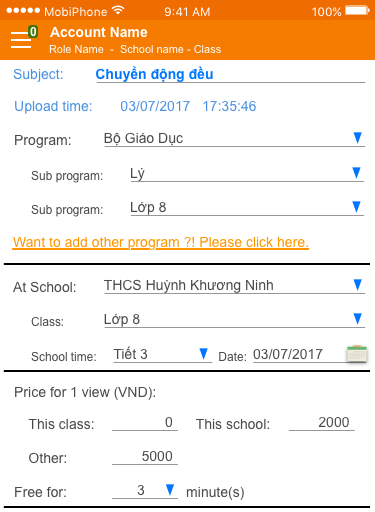 MobiPhone 9:41 AM 100%
0 Account Name
Role Name - School name - Class
Subject: Chuyển động đều
Upload time: 03/07/2017 17:35:46
Program: Bộ Giáo Dục
Sub program: Lý
Sub program: Lớp 8
Want to add other program ?! Please click here.
At School: THCS Huỳnh Khương Ninh
Class: Lớp 8
School time: Tiết 3 Date: 03/07/2017
Price for 1 view (VND):
This class: 0 This school: 2000
Other: 5000
Free for: 3 minute(s)